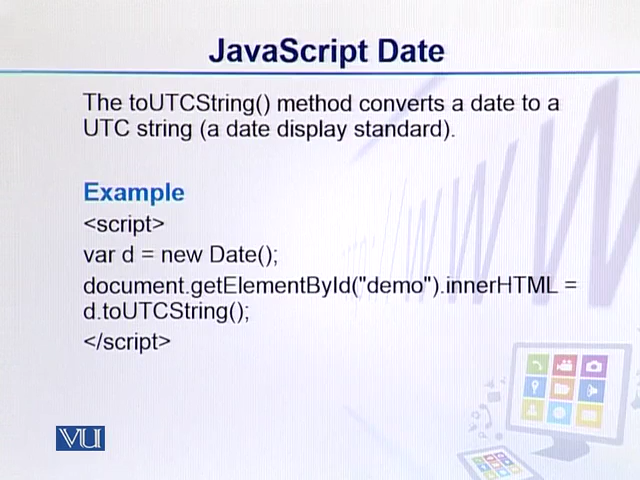 JavaScript Date
The toUTCString() method converts a date to a
UTC string (a date display standard).
Example
<script>
var d = new Date();
document.getElementById("demo").innerHTML =
d.toUTCString();
</script>
VU